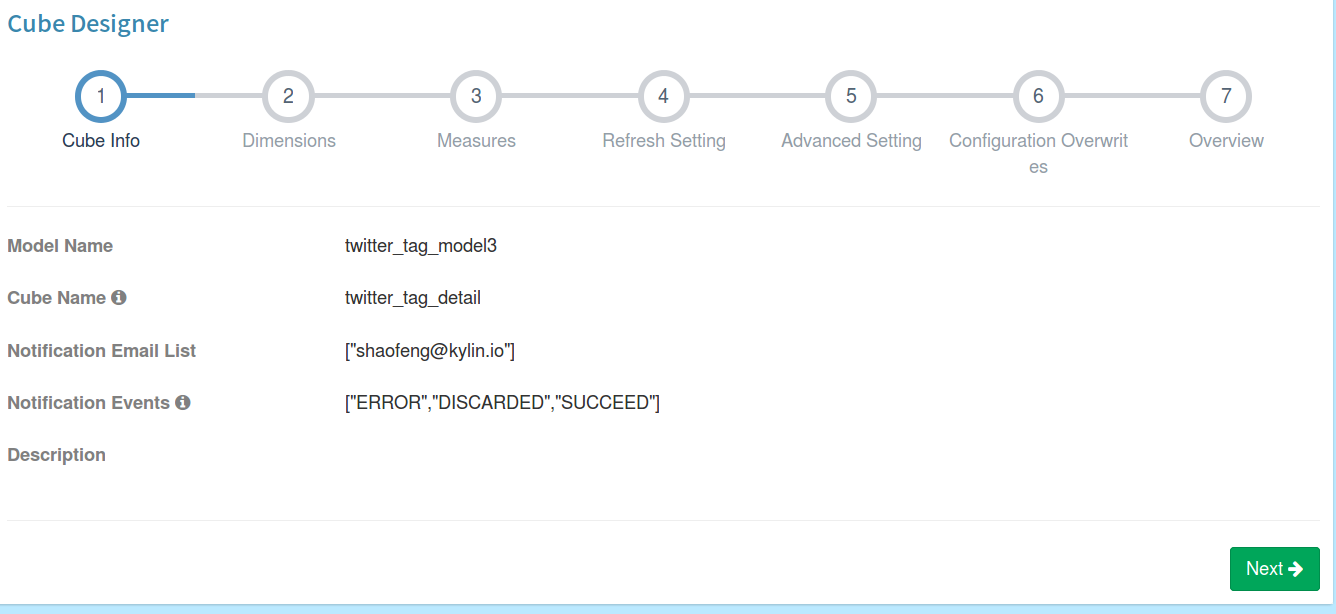 Cube Designer
1 2 3 4 5 6 7
Cube Info Dimensions Measures Refresh Setting Advanced Setting Configuration Overwrit Overview
es
Model Name twitter_tag_model3
Cube Name twitter_tag_detail
Notification Email List ["shaofeng@kylin.io"]
Notification Events ["ERROR","DISCARDED","SUCCEED"]
Description
Next